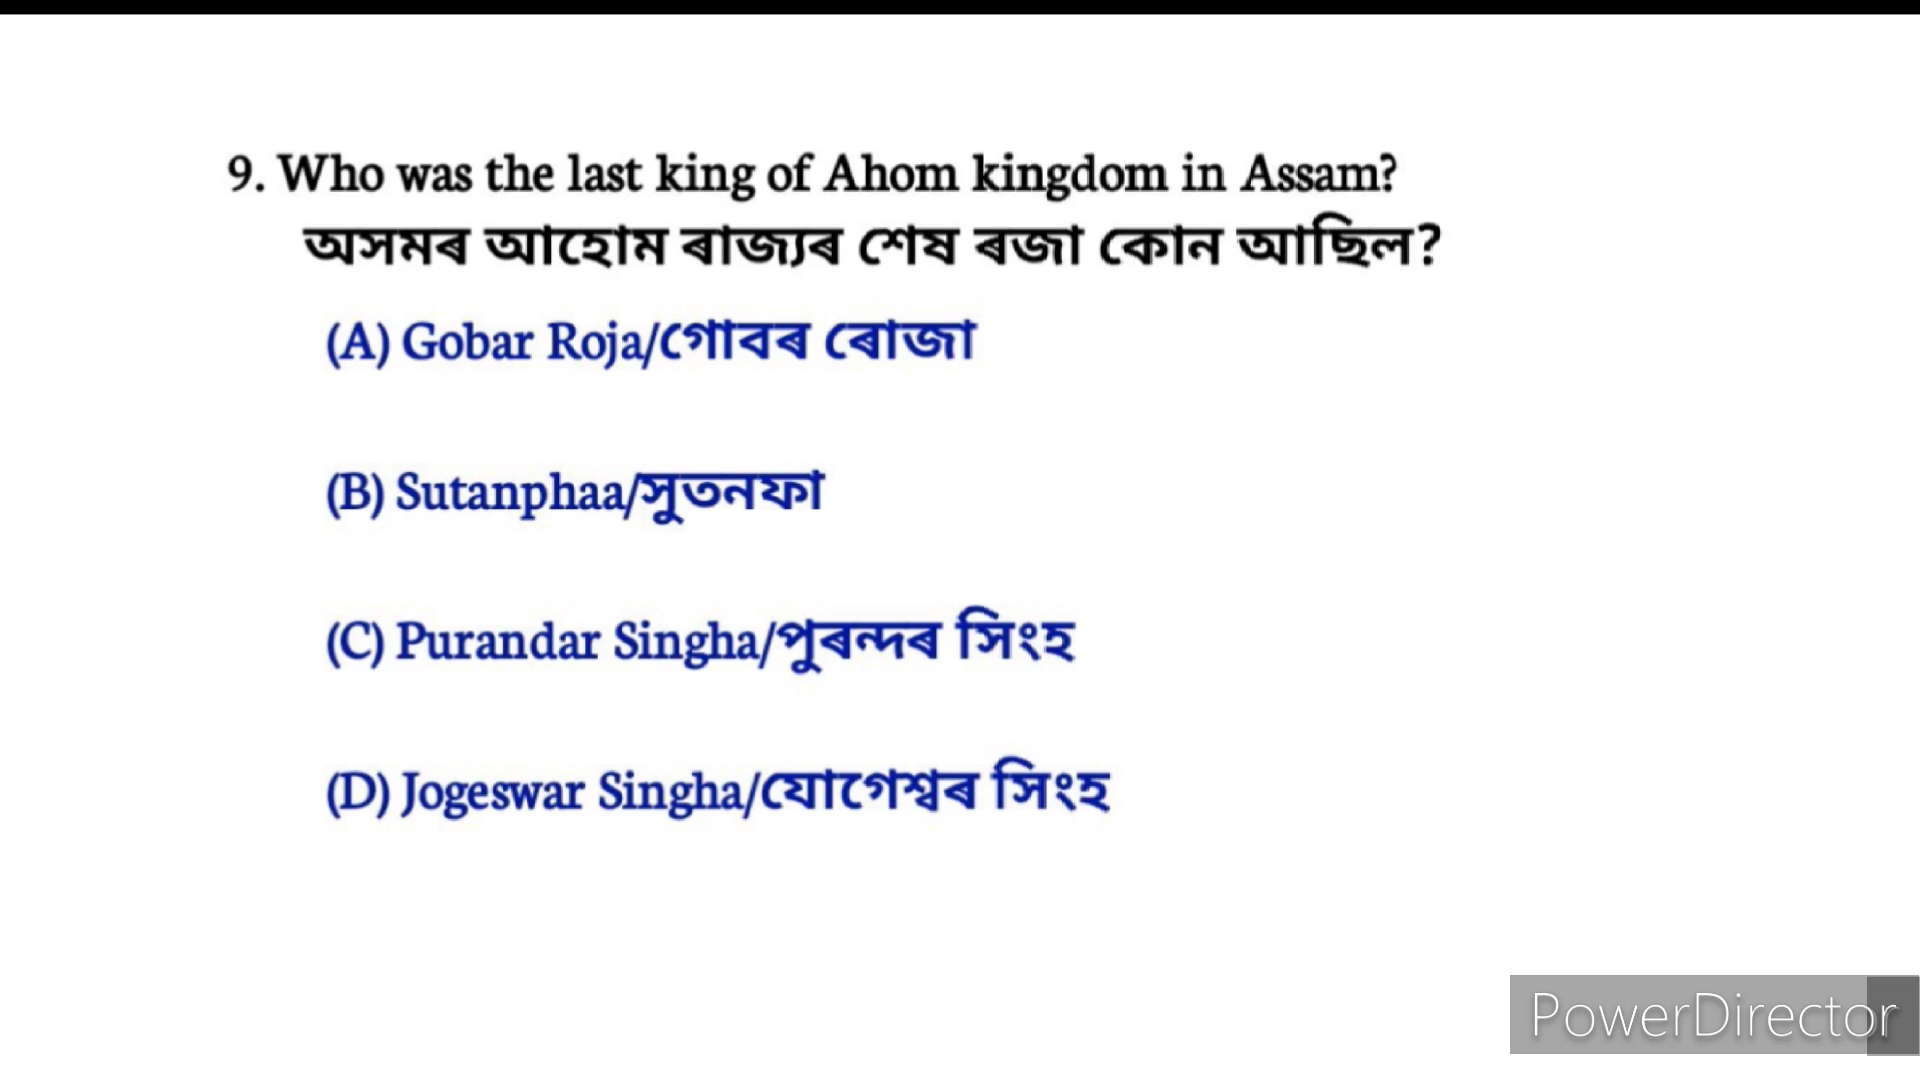 9. Who was the last king of Ahom kingdom in Assam?
অসমৰ আহোম ৰাজ্যৰ শেষ ৰজা কোন আছিল?
(A) Gobar Roja/গোবৰ ৰোজা
(B) Sutanphaa/সুতনফা
(C) Purandar Singha/পুৰন্দৰ সিংহ
(D) Jogeswar Singha/যোগেশ্বৰ সিংহ
PowerDirector